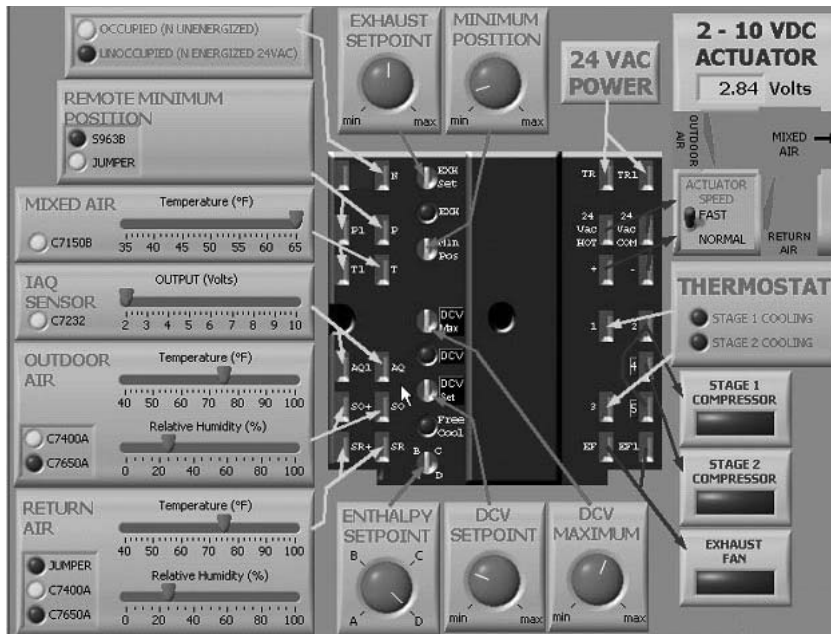 OCCUPIED (N UNENERGIZED)
UNOCCUPIED (N ENERGIZED 24VAC)
REMOTE MINIMUM
POSITION
S963B
JUMPER
MIXED AIR
Temperature (°F)
C7150B
35 40 45 50 55 60 65
IAQ
SENSOR
OUTPUT (Volts)
C7232
2 3 4 5 6 7 8 9 10
OUTDOOR
AIR
Temperature (°F)
40 50 60 70 80 90 100
Relative Humidity (%)
C7400A
C7650A
0 20 40 60 80 100
RETURN
AIR
Temperature (°F)
40 50 60 70 80 90 100
JUMPER
C7400A
C7650A
Relative Humidity (%)
0 20 40 60 80 100
EXHAUST
SETPOINT
min max
MINIMUM
POSITION
min max
24 VAC
POWER
2 - 10 VDC
ACTUATOR
2.84 Volts
OUTDOOR
AIR
MIXED
AIR
ACTUATOR
SPEED
FAST
NORMAL
RETURN
AIR
THERMOSTAT
STAGE 1 COOLING
STAGE 2 COOLING
STAGE 1
COMPRESSOR
STAGE 2
COMPRESSOR
EXHAUST
FAN
N
P1 P
T1 T
AQ1 AQ
SO+ SO
SR+ SR
EXH
Set
EXH
Min
Pos
DCV
Max
DCV
DCV
Set
Free
Cool
B C
D
TR TR1
24 24
Vac Vac
HOT COM
+ -
1 2
4
3 5
EF EF1
ENTHALPY
SETPOINT
B C
A D
DCV
SETPOINT
min max
DCV
MAXIMUM
min max